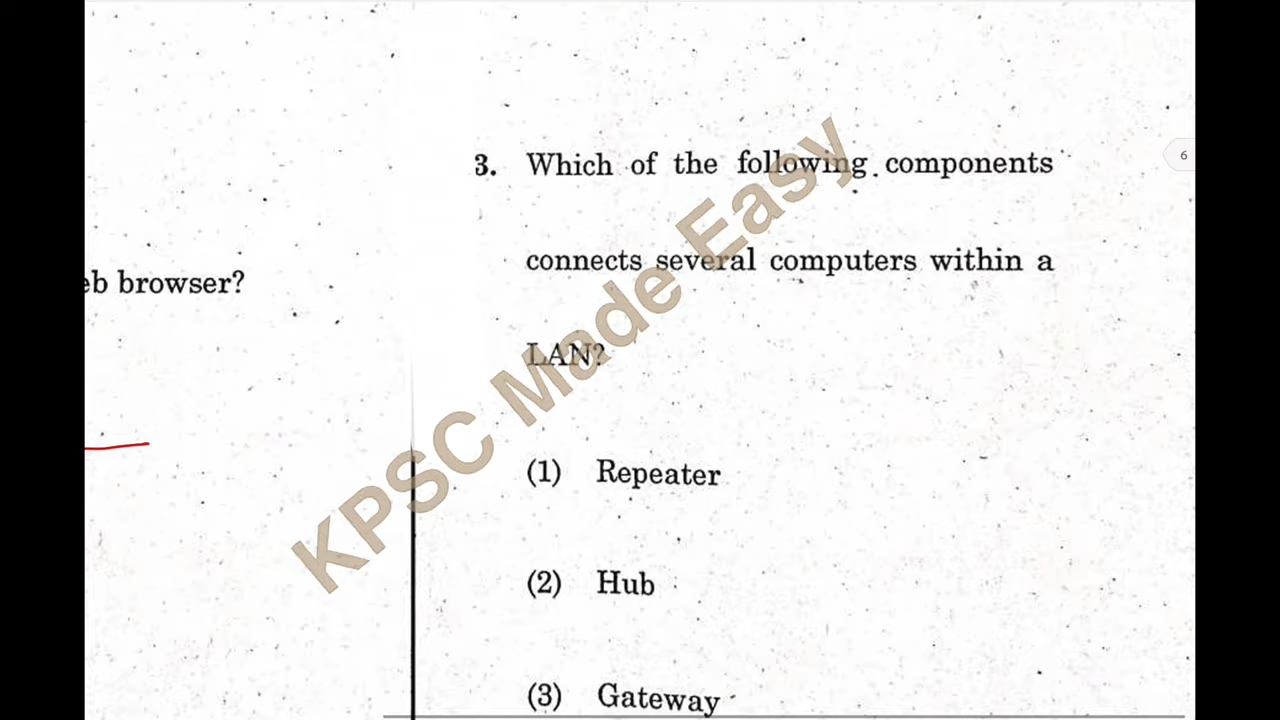 eb browser?
3. Which of the following components
connects several computers within a
LAN?
(1) Repeater
(2) Hub
(3) Gateway
KPSC Made Easy
6